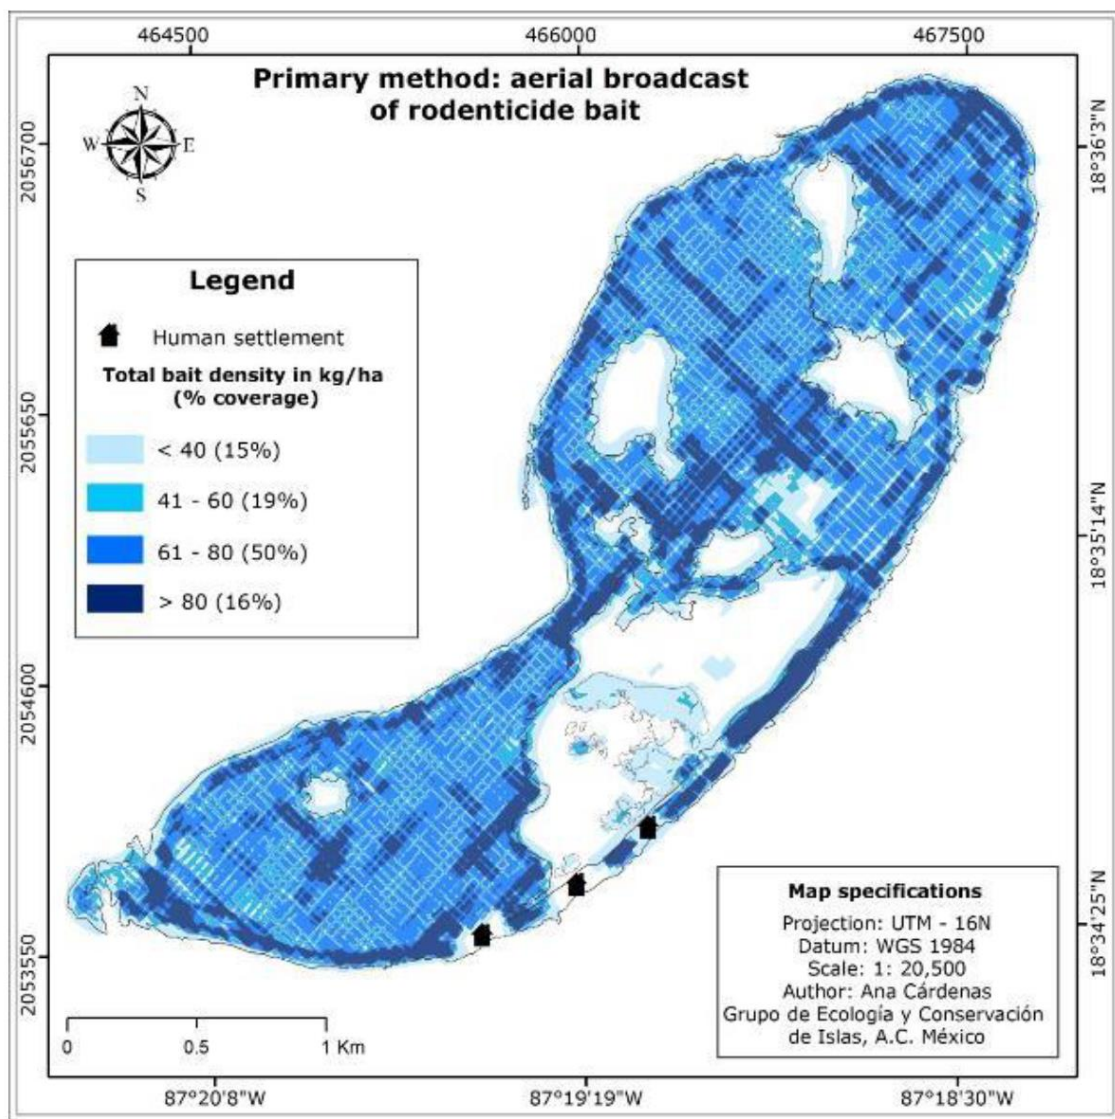 464500
466000
467500
Primary method: aerial broadcast
of rodenticide bait
N
W
E
S
2056700
2055650
2054600
2053550
18°36'3"N
18°35'14"N
18°34'25"N
Legend
Human settlement
Total bait density in kg/ha
(% coverage)
< 40 (15%)
41 - 60 (19%)
61 - 80 (50%)
> 80 (16%)
Map specifications
Projection: UTM - 16N
Datum: WGS 1984
Scale: 1: 20,500
Author: Ana Cárdenas
Grupo de Ecología y Conservación
de Islas, A.C. México
0
0.5
1 Km
87°20'8"W
87°19'19"W
87°18'30"W